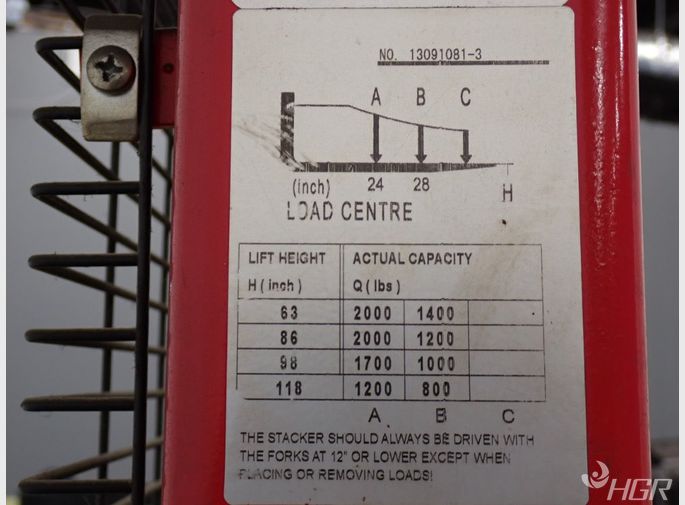 NO. 13091081-3
A B C
(inch) 24 28 H
LOAD CENTRE
LIFT HEIGHT ACTUAL CAPACITY
H(inch) Q(lbs)
63 2000 1400
86 2000 1200
98 1700 1000
118 1200 800
A B C
THE STACKER SHOULD ALWAYS BE DRIVEN WITH
THE FORKS AT 12" OR LOWER EXCEPT WHEN
PLACING OR REMOVING LOADS!
HGR